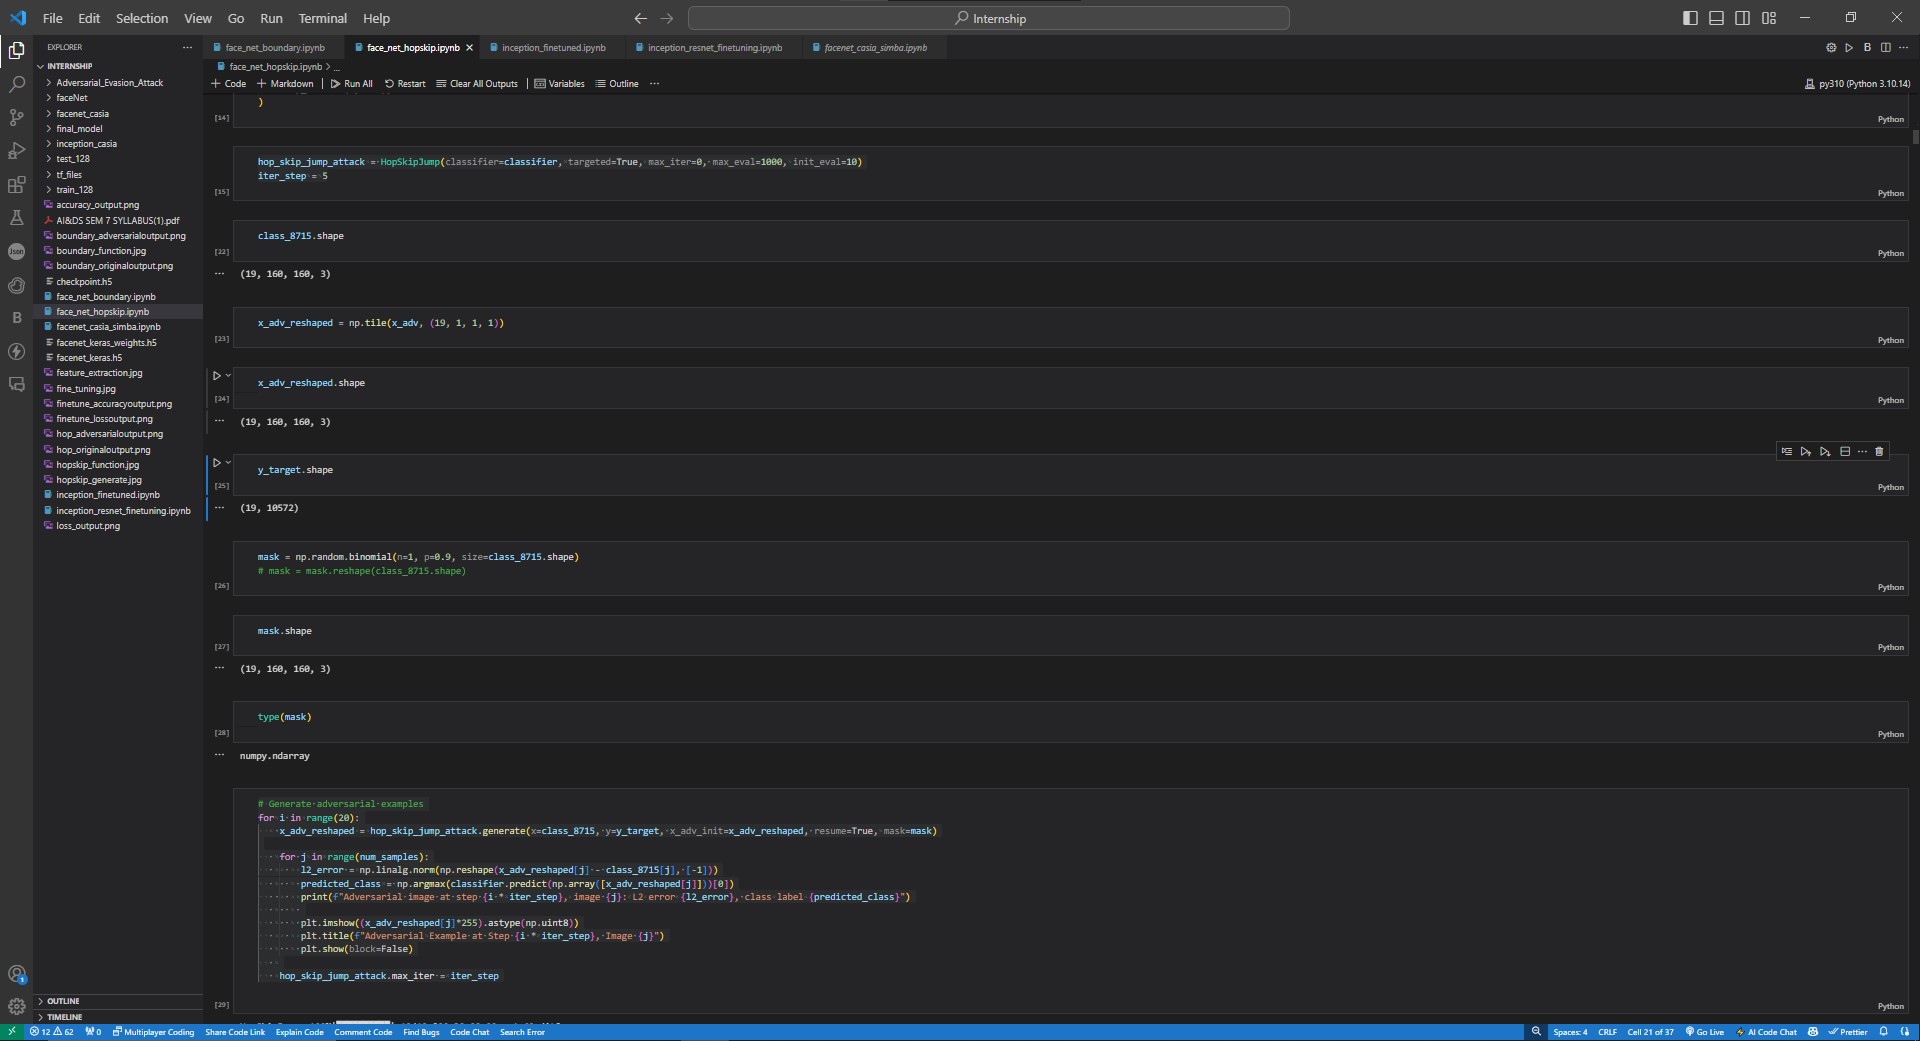 File Edit Selection View Go Run Terminal Help
Internship
EXPLORER
INTERNSHIP
Adversarial_Evasion_Attack
faceNet
facenet_casia
final_model
inception_casia
test_128
tf_files
train_128
accuracy_output.png
AI&DS SEM 7 SYLLABUS(1).pdf
boundary_adversarialoutput.png
boundary_function.jpg
boundary_originaloutput.png
checkpoint.h5
face_net_boundary.ipynb
face_net_hopskip.ipynb
facenet_casia_simba.ipynb
facenet_keras_weights.h5
facenet_keras.h5
feature_extraction.jpg
fine_tuning.jpg
finetune_accuracyoutput.png
finetune_lossoutput.png
hop_adversarialoutput.png
hop_originaloutput.png
hopskip_function.jpg
hopskip_generate.jpg
inception_finetuned.ipynb
inception_resnet_finetuning.ipynb
loss_output.png
OUTLINE
TIMELINE
face_net_boundary.ipynb face_net_hopskip.ipynb inception_finetuned.ipynb inception_resnet_finetuning.ipynb facenet_casia_simba.ipynb
face_net_hopskip.ipynb > ...
+ Code + Markdown Run All Restart Clear All Outputs Variables Outline ... py310 (Python 3.10.14)
)
[14] Python
hop_skip_jump_attack = HopSkipJump(classifier=classifier, targeted=True, max_iter=0, max_eval=1000, init_eval=10)
iter_step = 5
[15] Python
class_8715.shape
[22] Python
(19, 160, 160, 3)
x_adv_reshaped = np.tile(x_adv, (19, 1, 1, 1))
[23] Python
x_adv_reshaped.shape
[24] Python
(19, 160, 160, 3)
y_target.shape
[25] Python
(19, 10572)
mask = np.random.binomial(n=1, p=0.9, size=class_8715.shape)
# mask = mask.reshape(class_8715.shape)
[26] Python
mask.shape
[27] Python
(19, 160, 160, 3)
type(mask)
[28] Python
numpy.ndarray
# Generate adversarial examples
for i in range(20):
x_adv_reshaped = hop_skip_jump_attack.generate(x=class_8715, y=y_target, x_adv_init=x_adv_reshaped, resume=True, mask=mask)
for j in range(num_samples):
l2_error = np.linalg.norm(np.reshape(x_adv_reshaped[j] - class_8715[j], [-1]))
predicted_class = np.argmax(classifier.predict(np.array([x_adv_reshaped[j]]))[0])
print(f"Adversarial image at step {i * iter_step}, image {j}: L2 error {l2_error}, class label {predicted_class}")
plt.imshow((x_adv_reshaped[j]*255).astype(np.uint8))
plt.title(f"Adversarial Example at Step {i * iter_step}, Image {j}")
plt.show(block=False)
hop_skip_jump_attack.max_iter = iter_step
[29] Python
12 62 0 Multiplayer Coding Share Code Link Explain Code Comment Code Find Bugs Code Chat Search Error Spaces: 4 CRLF Cell 21 of 37 Go Live AI Code Chat Prettier